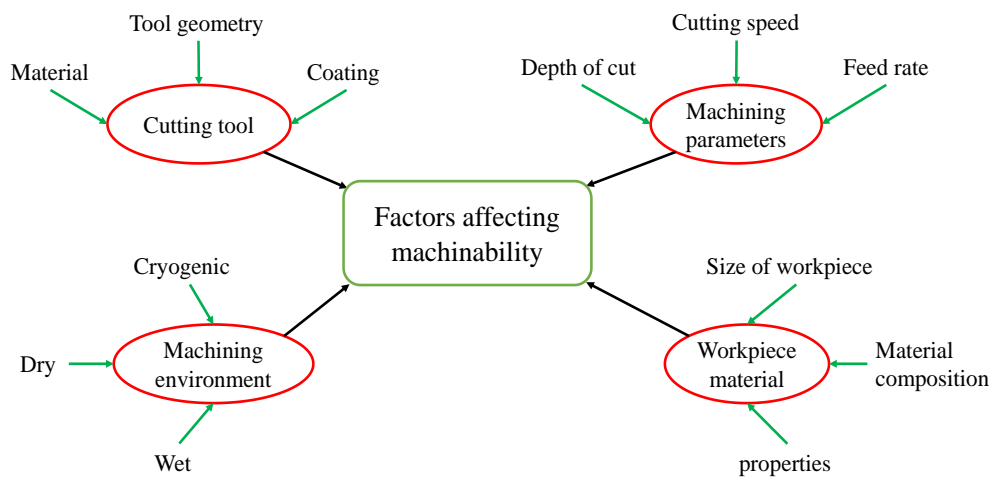 Tool geometry
Material
Coating
Cutting tool
Cutting speed
Depth of cut
Feed rate
Machining
parameters
Factors affecting
machinability
Cryogenic
Dry
Machining
environment
Wet
Size of workpiece
Workpiece
material
Material
composition
properties